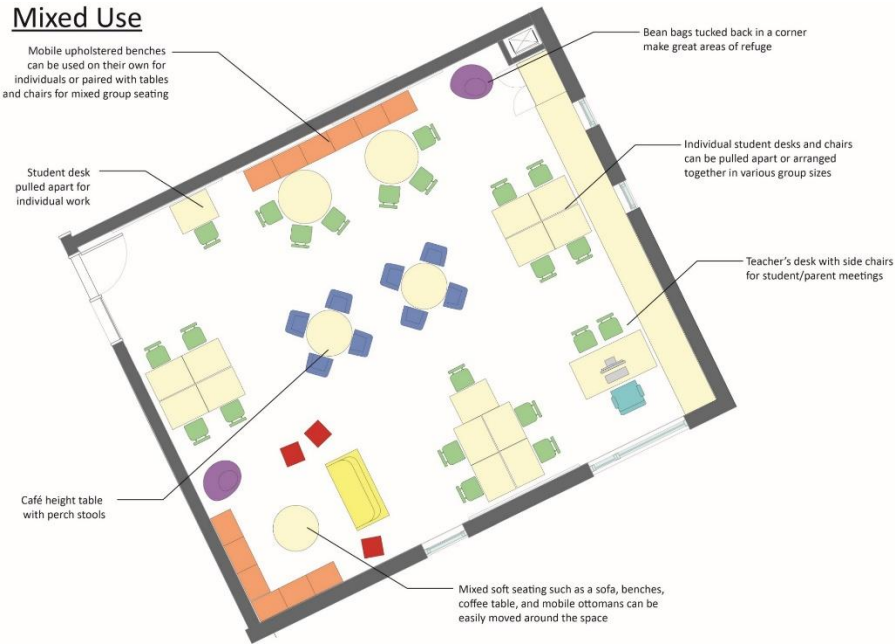 Mixed Use
Mobile upholstered benches
can be used on their own for
individuals or paired with tables
and chairs for mixed group seating
Bean bags tucked back in a corner
make great areas of refuge
Student desk
pulled apart for
individual work
Individual student desks and chairs
can be pulled apart or arranged
together in various group sizes
Teacher's desk with side chairs
for student/parent meetings
Café height table
with perch stools
Mixed soft seating such as a sofa, benches,
coffee table, and mobile ottomans can be
easily moved around the space